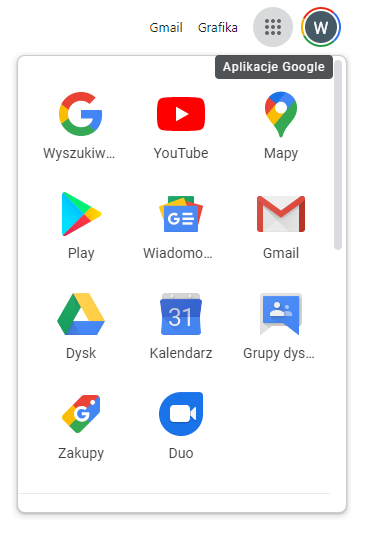 Gmail Grafika W
Aplikacje Google
Wyszukiw... YouTube Mapy
Play Wiadomo... Gmail
31
Dysk Kalendarz Grupy dys...
Zakupy Duo